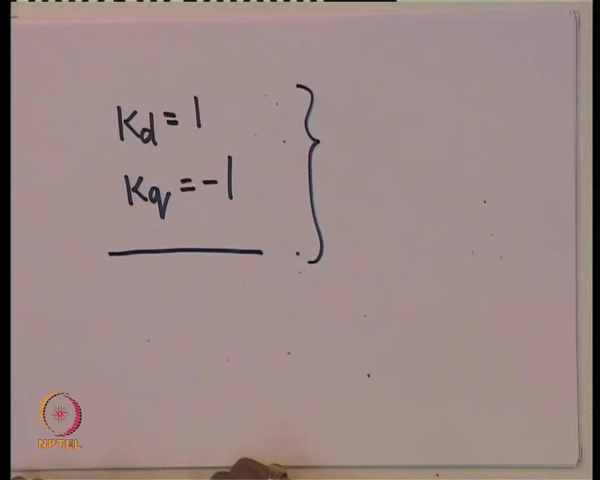 Kd = 1
Kq = -1
NPTEL